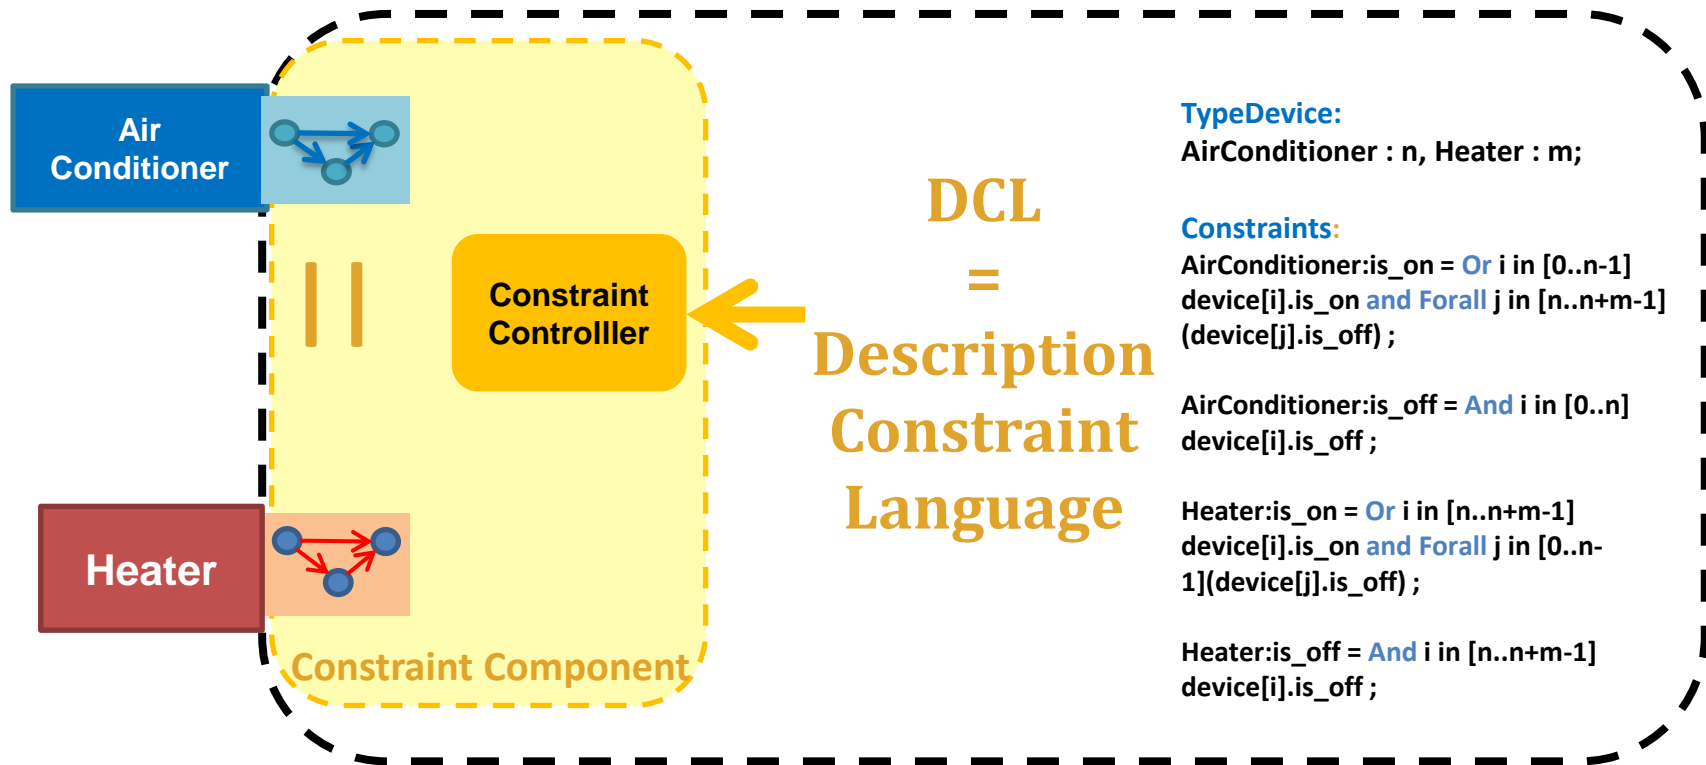 Air
Conditioner
Constraint
Controlller
Heater
Constraint Component
DCL
=
Description
Constraint
Language
TypeDevice:
AirConditioner : n, Heater : m;
Constraints:
AirConditioner:is_on = Or i in [0..n-1]
device[i].is_on and Forall j in [n..n+m-1]
(device[j].is_off) ;
AirConditioner:is_off = And i in [0..n]
device[i].is_off ;
Heater:is_on = Or i in [n..n+m-1]
device[i].is_on and Forall j in [0..n-
1](device[j].is_off) ;
Heater:is_off = And i in [n..n+m-1]
device[i].is_off ;